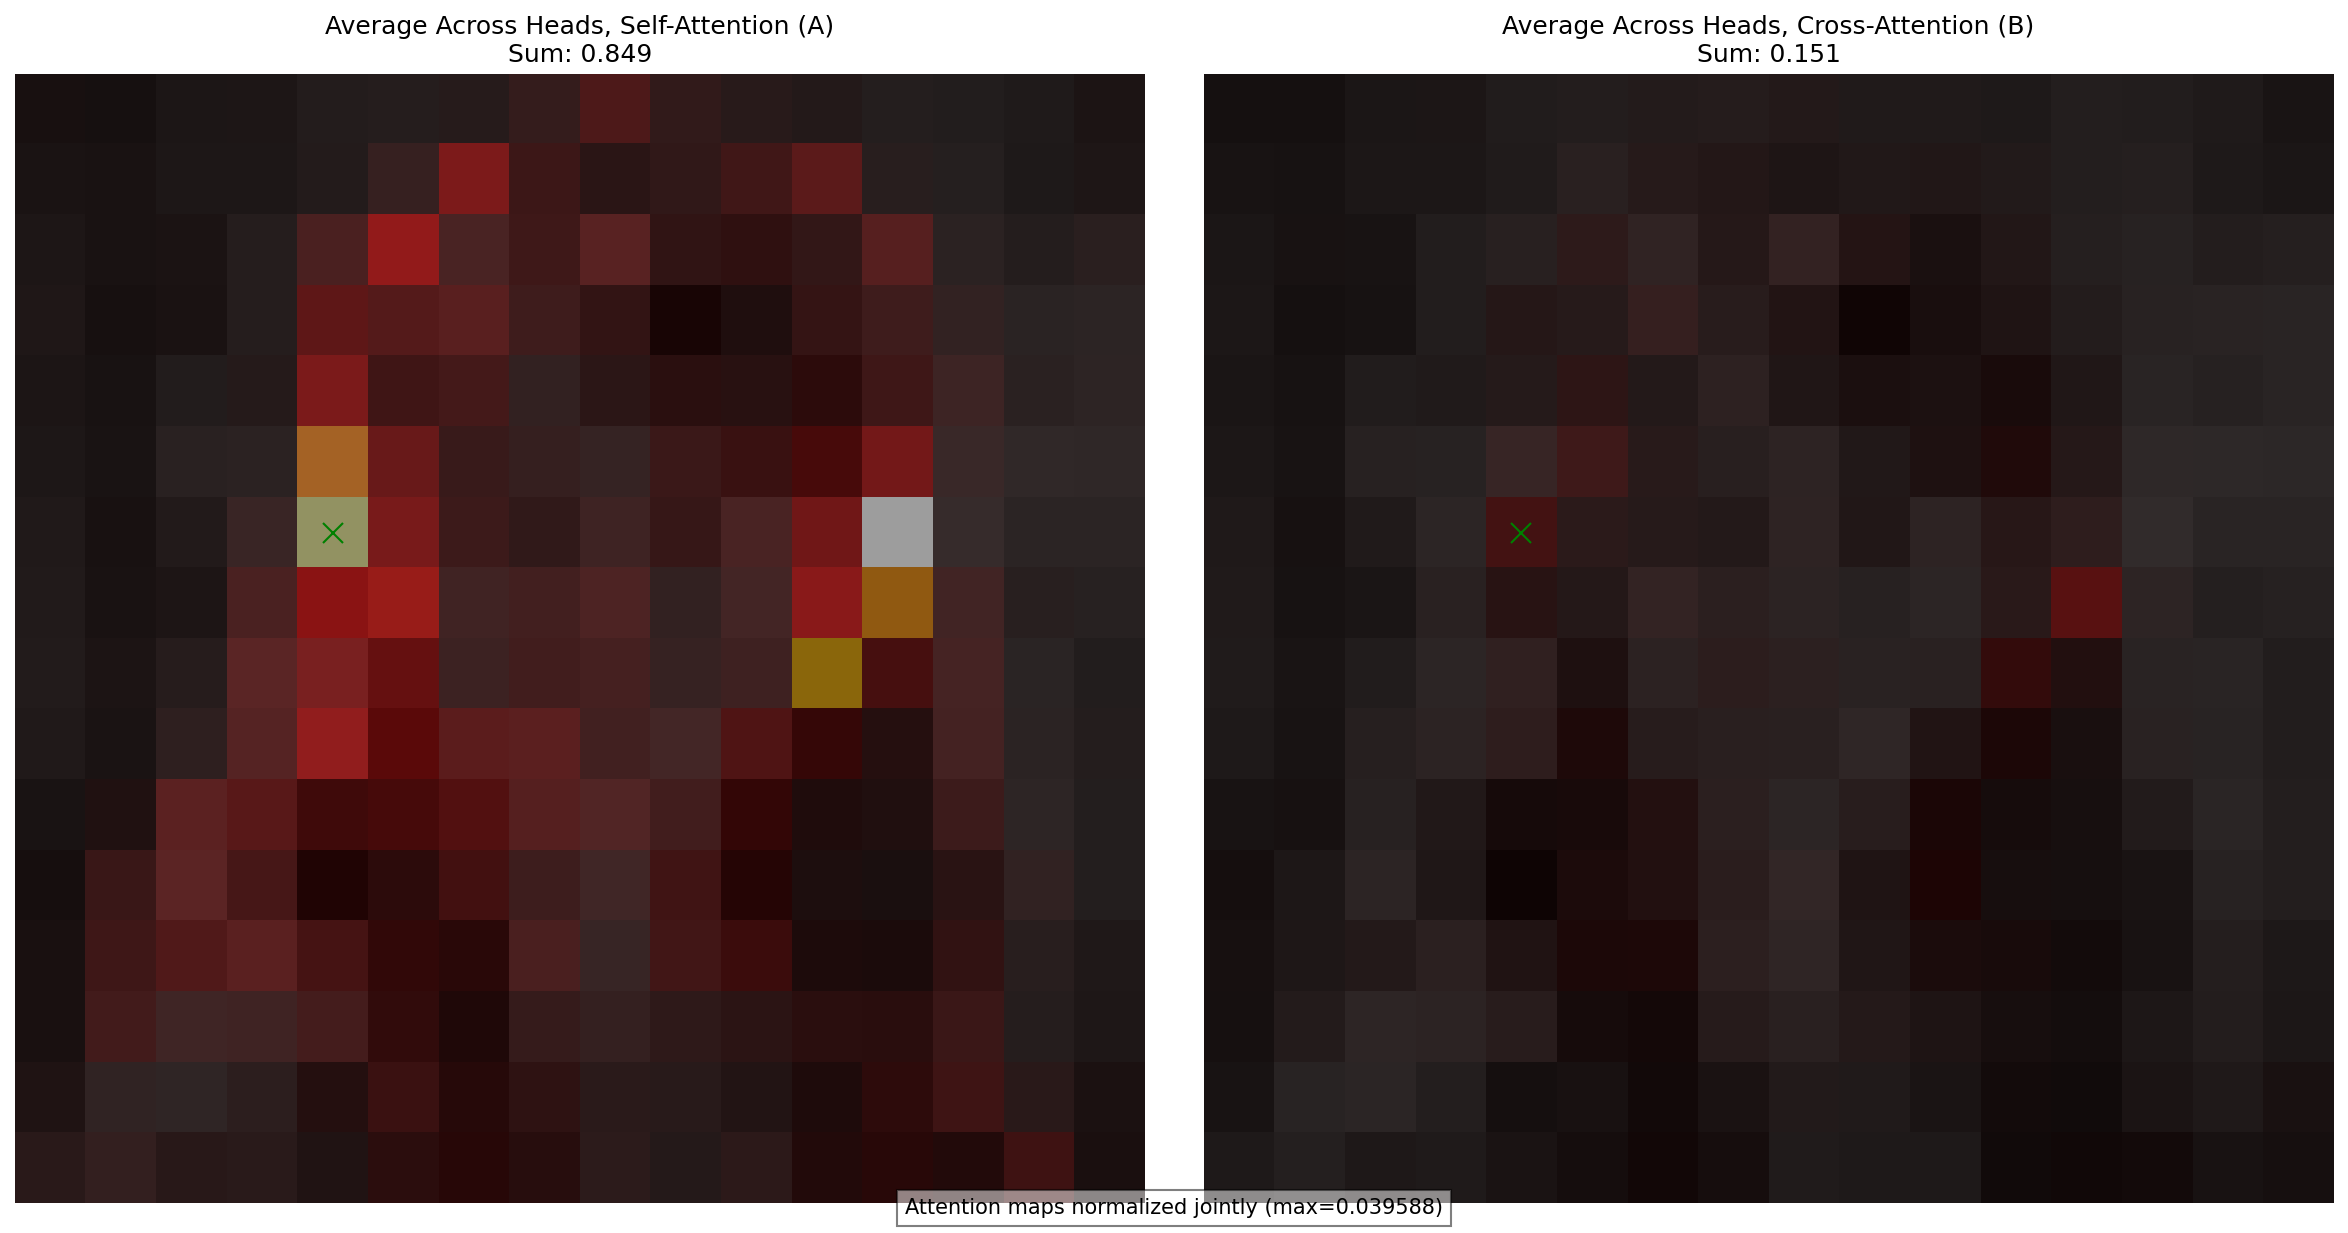 Average Across Heads, Self-Attention (A)
Sum: 0.849
Average Across Heads, Cross-Attention (B)
Sum: 0.151
Attention maps normalized jointly (max=0.039588)